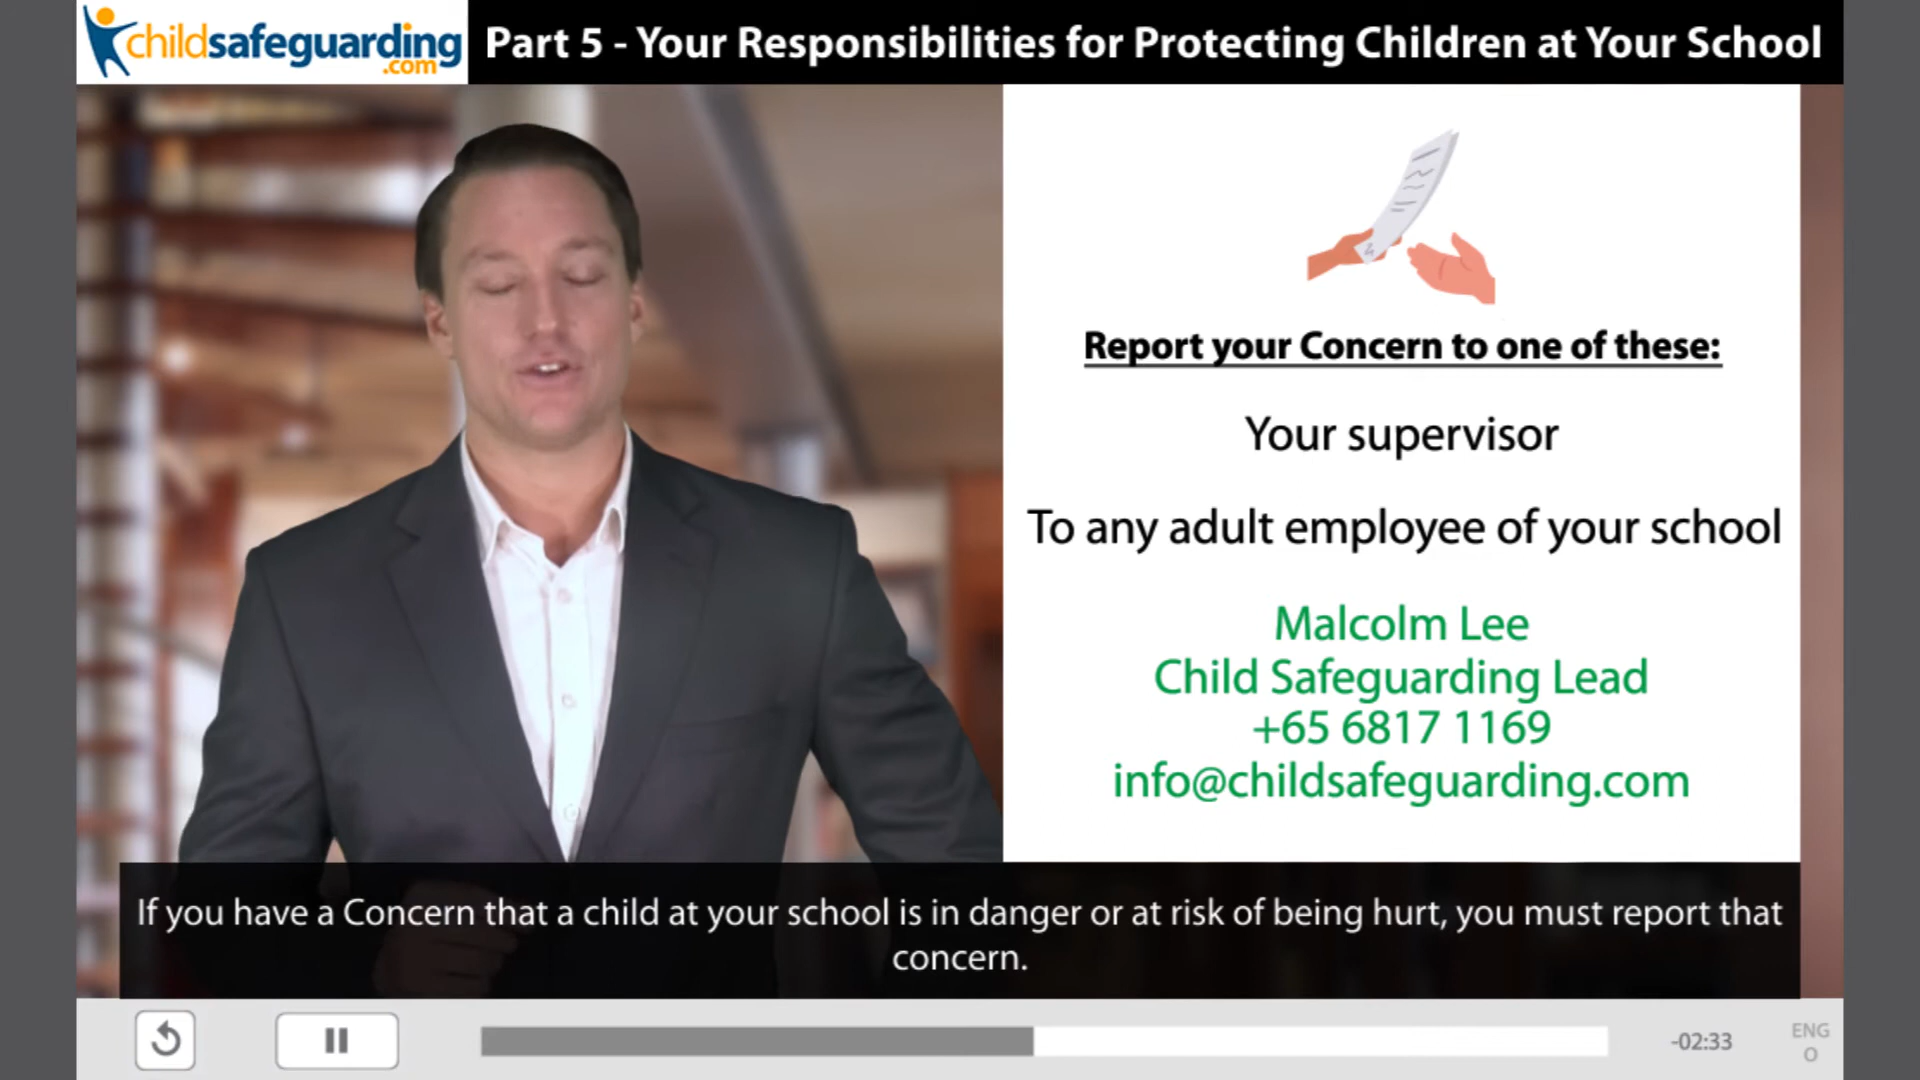 childsafeguarding
.com
Part 5 - Your Responsibilities for Protecting Children at Your School
Report your Concern to one of these:
Your supervisor
To any adult employee of your school
Malcolm Lee
Child Safeguarding Lead
+65 6817 1169
info@childsafeguarding.com
If you have a Concern that a child at your school is in danger or at risk of being hurt, you must report that
concern.
-02:33
ENG
O